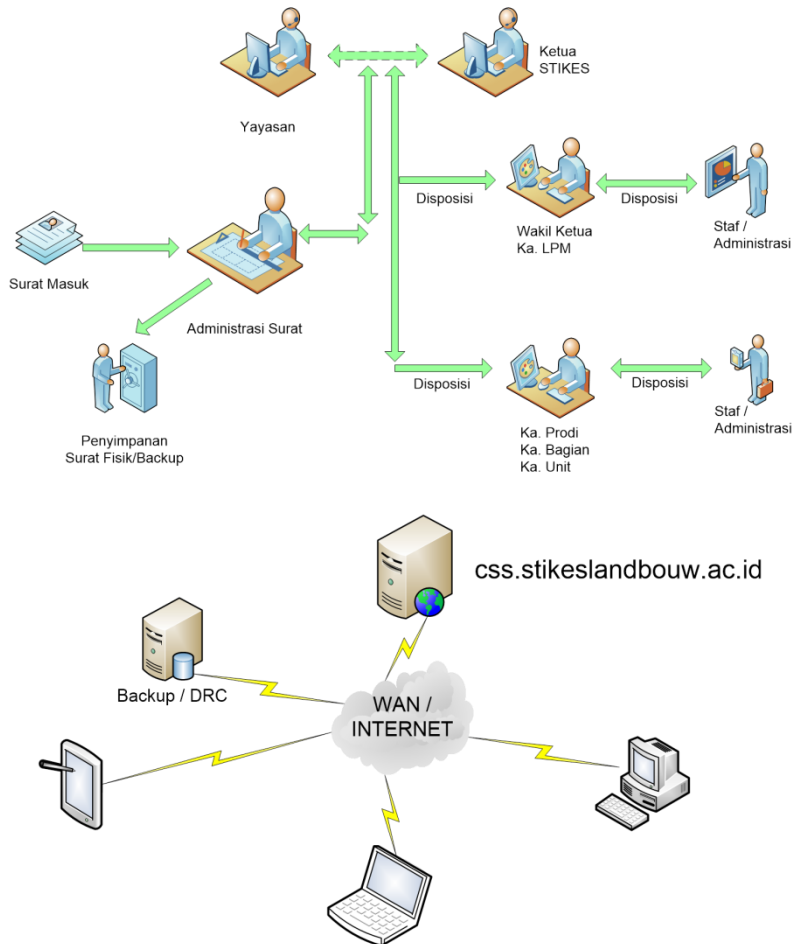 Ketua
STIKES
Yayasan
Disposisi
Disposisi
Wakil Ketua
Ka. LPM
Staf /
Administrasi
Surat Masuk
Administrasi Surat
Disposisi
Disposisi
Staf /
Administrasi
Penyimpanan
Surat Fisik/Backup
Ka. Prodi
Ka. Bagian
Ka. Unit
css.stikeslandbouw.ac.id
Backup / DRC
WAN /
INTERNET